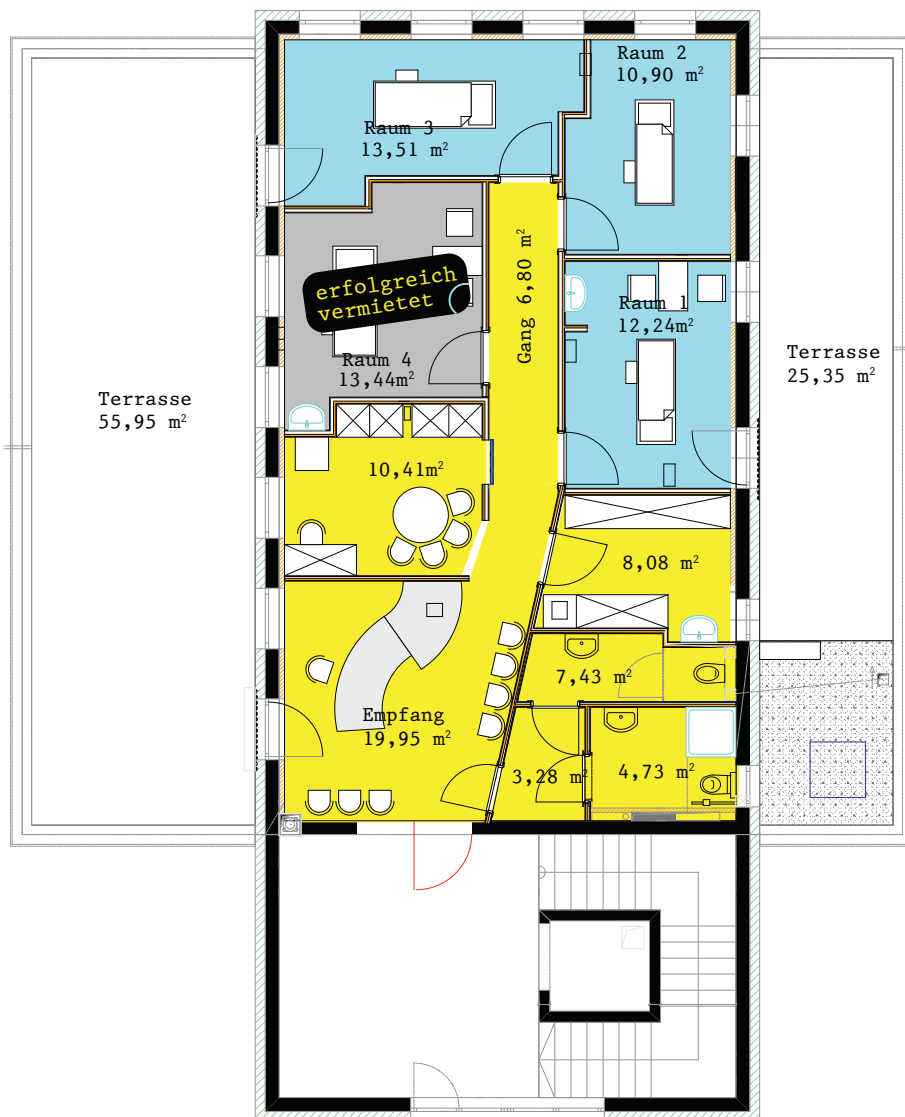 Raum 2
10,90 m²
Raum 3
13,51 m²
Gang 6,80 m²
erfolgreich
vermietet
Raum 1
12,24m²
Raum 4
13,44m²
Terrasse
25,35 m²
Terrasse
55,95 m²
10,41m²
8,08 m²
7,43 m²
Empfang
19,95 m²
3,28 m²
4,73 m²